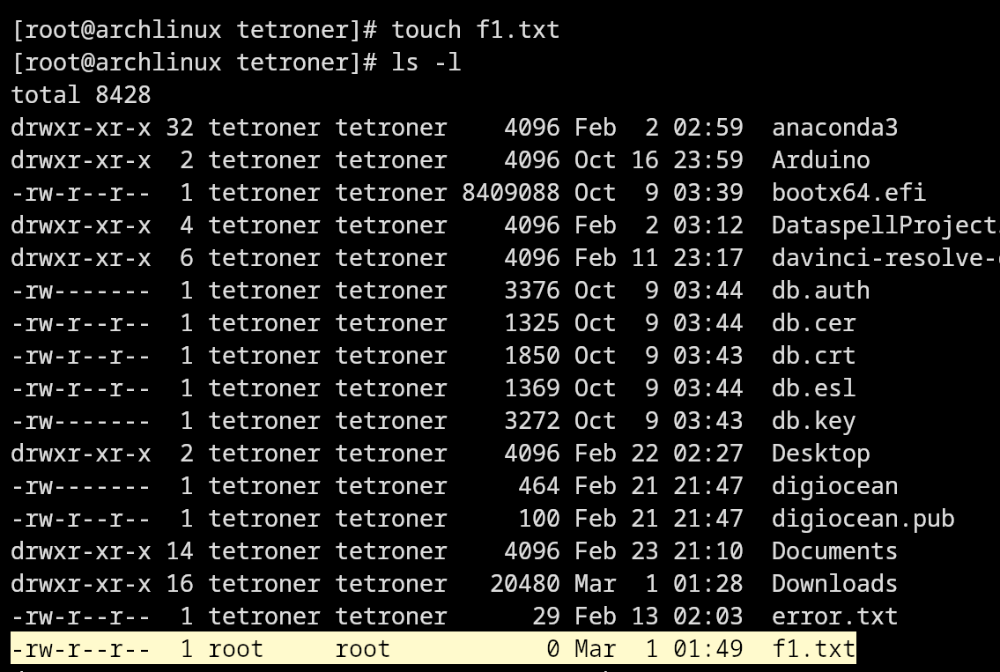 [root@archlinux tetroner]# touch f1.txt
[root@archlinux tetroner]# ls -l
total 8428
drwxr-xr-x 32 tetroner tetroner    4096 Feb  2 02:59  anaconda3
drwxr-xr-x  2 tetroner tetroner    4096 Oct 16 23:59  Arduino
-rw-r--r--  1 tetroner tetroner 8409088 Oct  9 03:39  bootx64.efi
drwxr-xr-x  4 tetroner tetroner    4096 Feb  2 03:12  DataspellProject
drwxr-xr-x  6 tetroner tetroner    4096 Feb 11 23:17  davinci-resolve-
-rw-------  1 tetroner tetroner    3376 Oct  9 03:44  db.auth
-rw-r--r--  1 tetroner tetroner    1325 Oct  9 03:44  db.cer
-rw-r--r--  1 tetroner tetroner    1850 Oct  9 03:43  db.crt
-rw-r--r--  1 tetroner tetroner    1369 Oct  9 03:44  db.esl
-rw-------  1 tetroner tetroner    3272 Oct  9 03:43  db.key
drwxr-xr-x  2 tetroner tetroner    4096 Feb 22 02:27  Desktop
-rw-------  1 tetroner tetroner     464 Feb 21 21:47  digiocean
-rw-r--r--  1 tetroner tetroner     100 Feb 21 21:47  digiocean.pub
drwxr-xr-x 14 tetroner tetroner    4096 Feb 23 21:10  Documents
drwxr-xr-x 16 tetroner tetroner   20480 Mar  1 01:28  Downloads
-rw-r--r--  1 tetroner tetroner      29 Feb 13 02:03  error.txt
-rw-r--r--  1 root     root           0 Mar  1 01:49  f1.txt